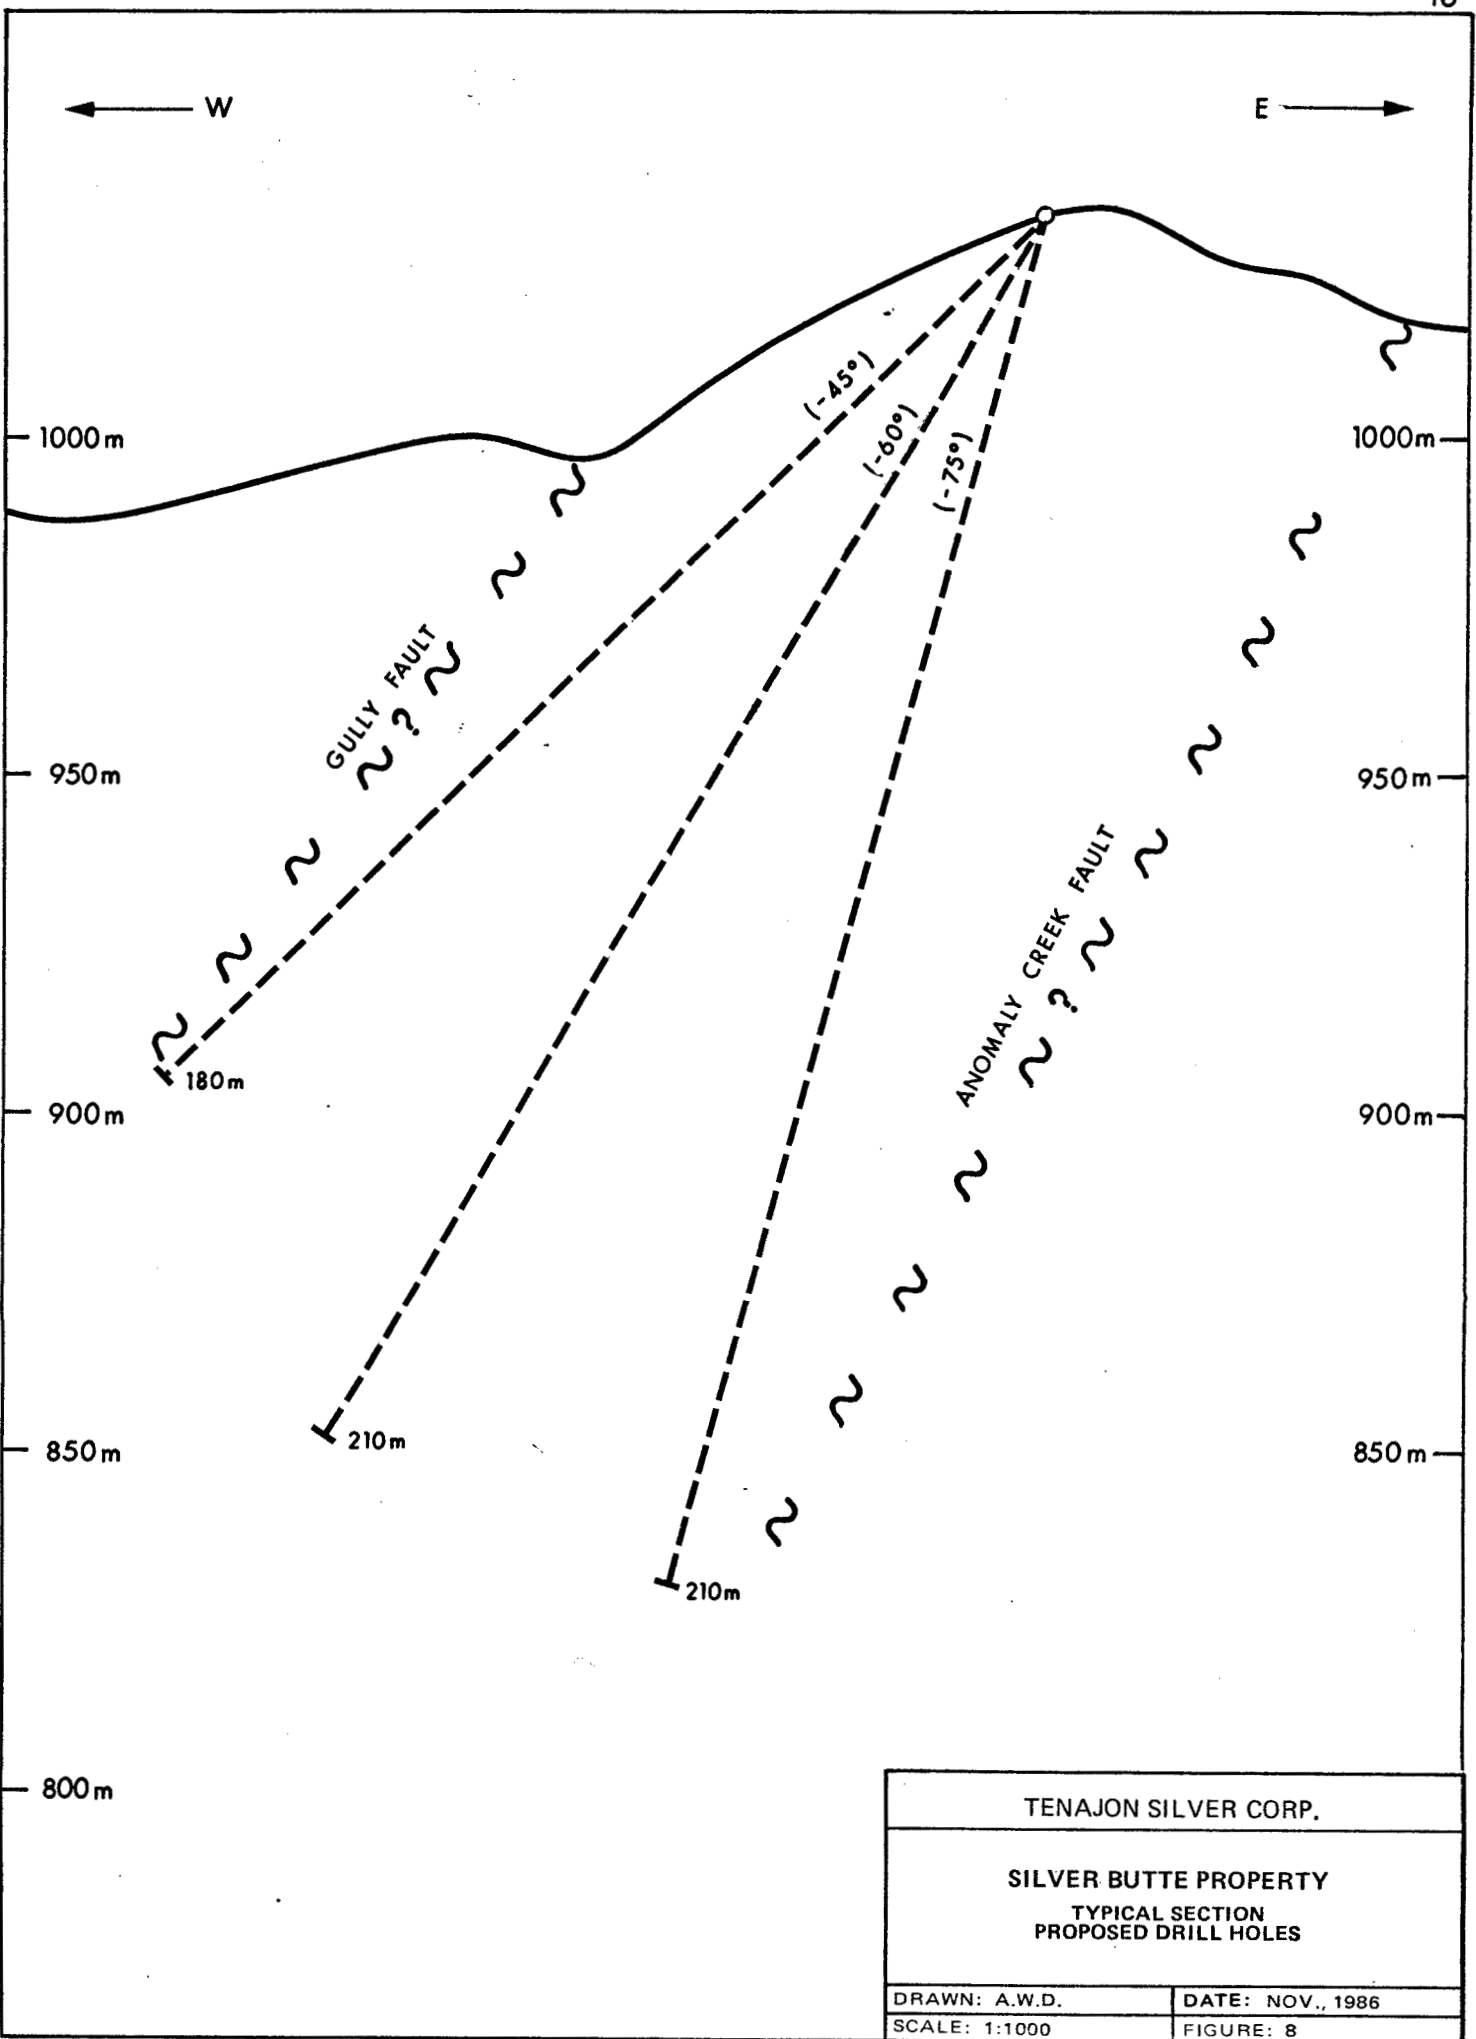 W
E
(-45°)
(-60°)
(-75°)
1000m
1000m
GULLY FAULT
?
950m
950m
ANOMALY CREEK FAULT
?
180m
900m
900m
210m
850m
850m
210m
800m
TENAJON SILVER CORP.
SILVER BUTTE PROPERTY
TYPICAL SECTION
PROPOSED DRILL HOLES
DRAWN: A.W.D.
DATE: NOV., 1986
SCALE: 1:1000
FIGURE: 8